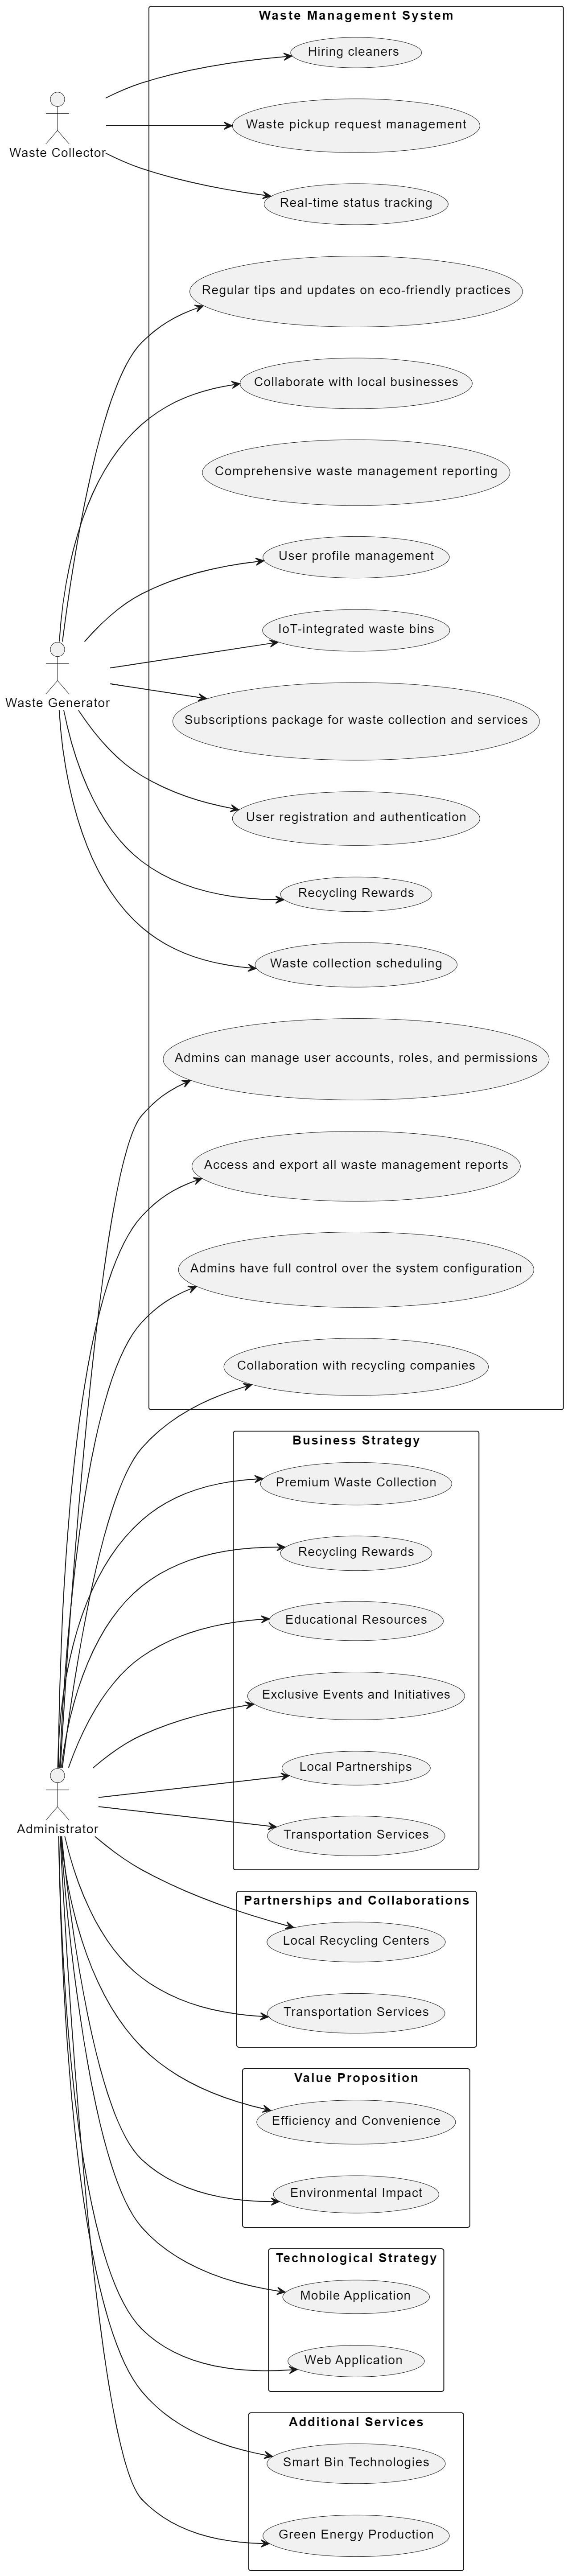 Waste Management System
Hiring cleaners
Waste pickup request management
Waste Collector
Real-time status tracking
Regular tips and updates on eco-friendly practices
Collaborate with local businesses
Comprehensive waste management reporting
User profile management
IoT-integrated waste bins
Waste Generator
Subscriptions package for waste collection and services
User registration and authentication
Recycling Rewards
Waste collection scheduling
Admins can manage user accounts, roles, and permissions
Access and export all waste management reports
Admins have full control over the system configuration
Collaboration with recycling companies
Business Strategy
Premium Waste Collection
Recycling Rewards
Educational Resources
Exclusive Events and Initiatives
Local Partnerships
Administrator
Transportation Services
Partnerships and Collaborations
Local Recycling Centers
Transportation Services
Value Proposition
Efficiency and Convenience
Environmental Impact
Technological Strategy
Mobile Application
Web Application
Additional Services
Smart Bin Technologies
Green Energy Production